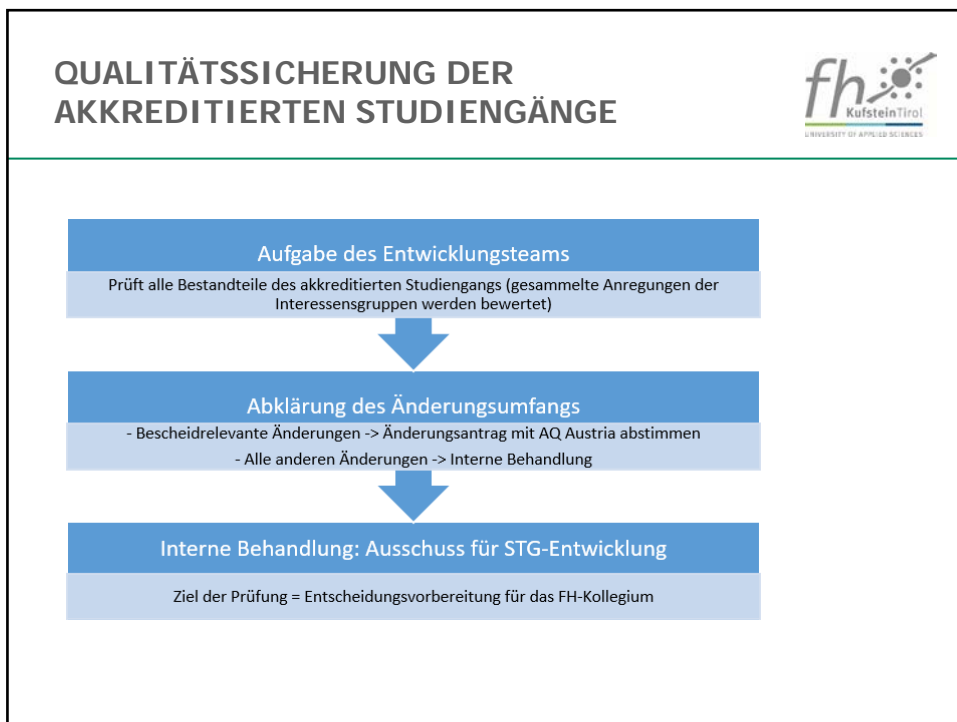 QUALITÄTSSICHERUNG DER
AKKREDITIERTEN STUDIENGÄNGE
fh
KufsteinTirol
UNIVERSITY OF APPLIED SCIENCES
Aufgabe des Entwicklungsteams
Prüft alle Bestandteile des akkreditierten Studiengangs (gesammelte Anregungen der
Interessensgruppen werden bewertet)
Abklärung des Änderungsumfangs
- Bescheidrelevante Änderungen -> Änderungsantrag mit AQ Austria abstimmen
- Alle anderen Änderungen -> Interne Behandlung
Interne Behandlung: Ausschuss für STG-Entwicklung
Ziel der Prüfung = Entscheidungsvorbereitung für das FH-Kollegium